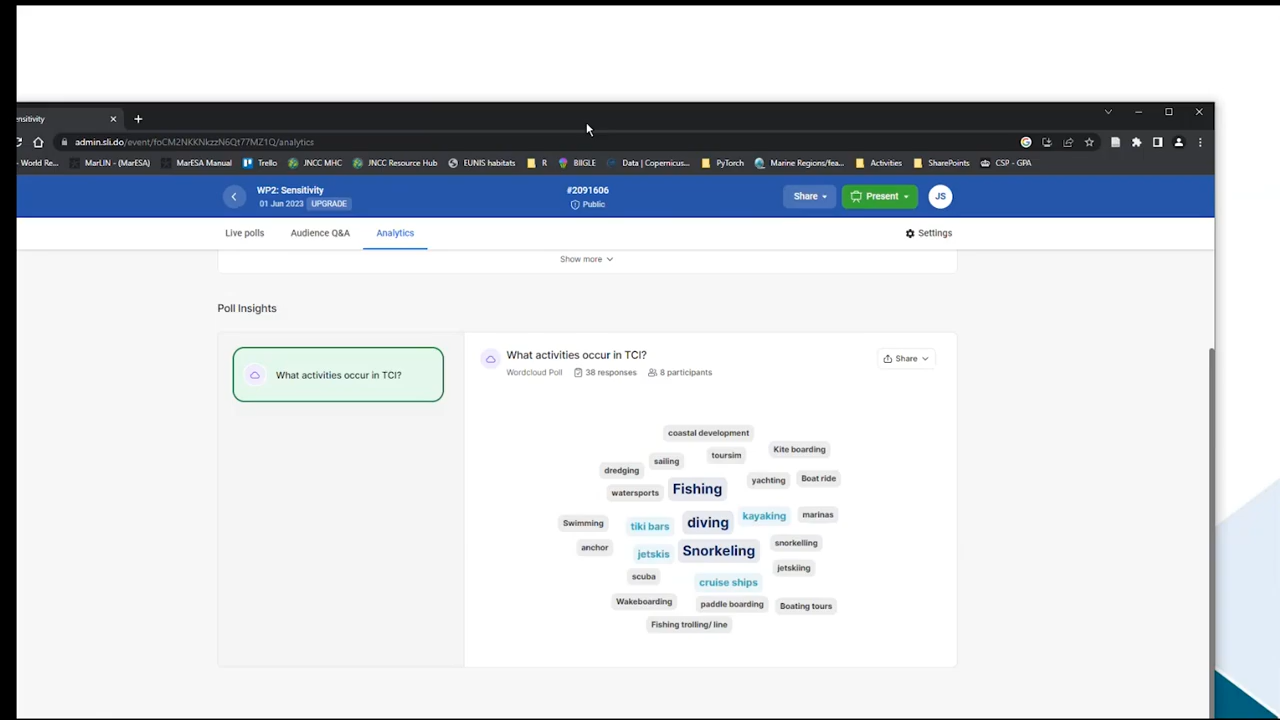 ensitivity
admin.sli.do/event/foCM2NKKNkzzN6Qt77MZ1Q/analytics
World Re... MarLIN (MarESA) MarESA Manual Trello JNCC MHC JNCC Resource Hub EUNIS habitats R BIIGLE Data | Copernicus... PyTorch Marine Regions/fea... Activities SharePoints CSP - GPA
WP2: Sensitivity
01 Jun 2023 UPGRADE
#2091606
Public
Share
Present
JS
Live polls Audience Q&A Analytics Settings
Show more
Poll Insights
What activities occur in TCI?
What activities occur in TCI?
Wordcloud Poll 38 responses 8 participants
Share
coastal development
Kite boarding
toursim
sailing
dredging
yachting
Boat ride
Fishing
watersports
kayaking
marinas
Swimming
tiki bars
diving
anchor
jetskis
Snorkeling
snorkelling
jetskiing
scuba
cruise ships
Wakeboarding
paddle boarding
Boating tours
Fishing trolling/ line